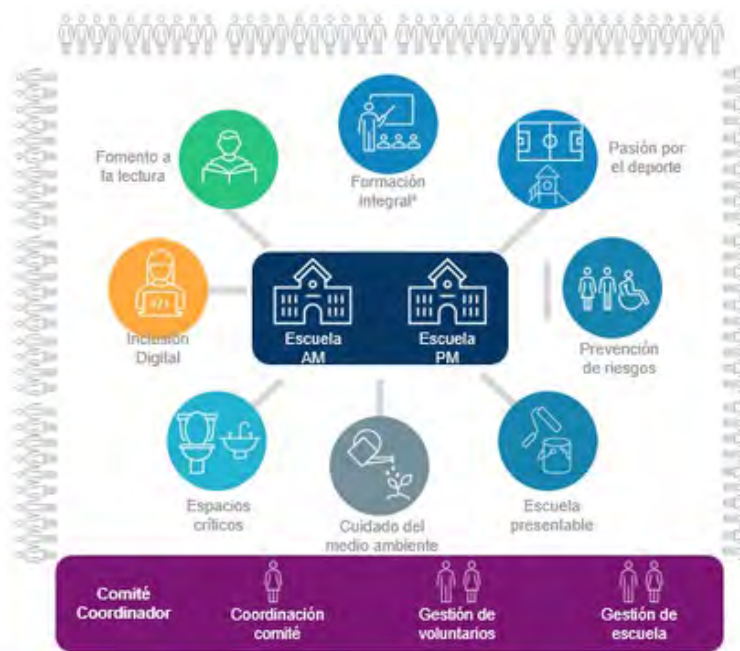 Fomento a
la lectura
Formación
integral*
Pasión por
el deporte
Inclusión
Digital
Escuela
AM
Escuela
PM
Prevención
de riesgos
Espacios
críticos
Cuidado del
medio ambiente
Escuela
presentable
Comité
Coordinador
Coordinación
comité
Gestión de
voluntarios
Gestión de
escuela